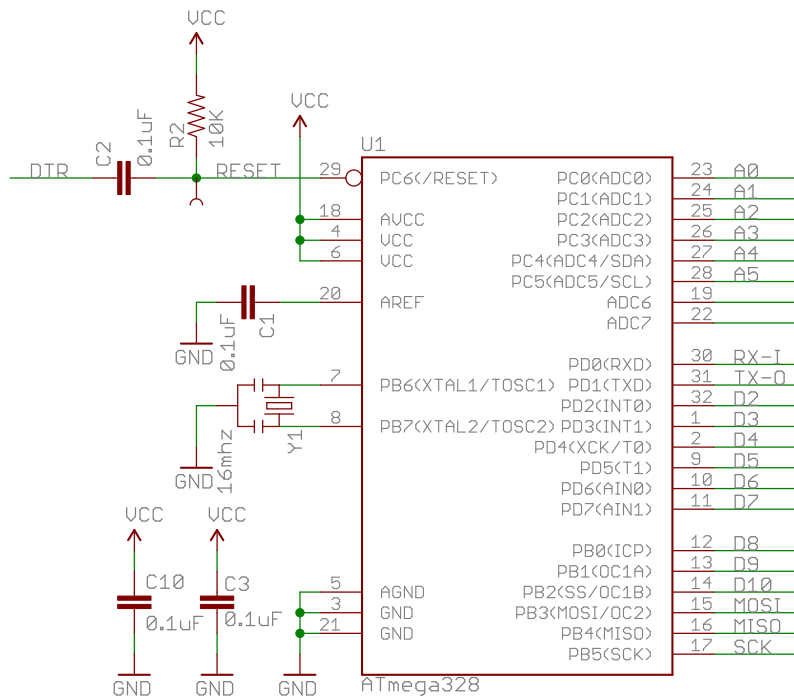 VCC
R2
10K
C2
0.1uF
DTR
RESET
VCC
U1
29 PC6(/RESET)
18 AVCC
4 VCC
6 VCC
20 AREF
C1
0.1uF
GND
7 PB6(XTAL1/TOSC1)
8 PB7(XTAL2/TOSC2)
Y1
16mhz
GND
5 AGND
3 GND
21 GND
PC0(ADC0) 23 A0
PC1(ADC1) 24 A1
PC2(ADC2) 25 A2
PC3(ADC3) 26 A3
PC4(ADC4/SDA) 27 A4
PC5(ADC5/SCL) 28 A5
ADC6 19
ADC7 22
PD0(RXD) 30 RX-I
PD1(TXD) 31 TX-O
PD2(INT0) 32 D2
PD3(INT1) 1 D3
PD4(XCK/T0) 2 D4
PD5(T1) 9 D5
PD6(AIN0) 10 D6
PD7(AIN1) 11 D7
PB0(ICP) 12 D8
PB1(OC1A) 13 D9
PB2(SS/OC1B) 14 D10
PB3(MOSI/OC2) 15 MOSI
PB4(MISO) 16 MISO
PB5(SCK) 17 SCK
ATmega328
VCC
C10
0.1uF
GND
VCC
C3
0.1uF
GND
GND